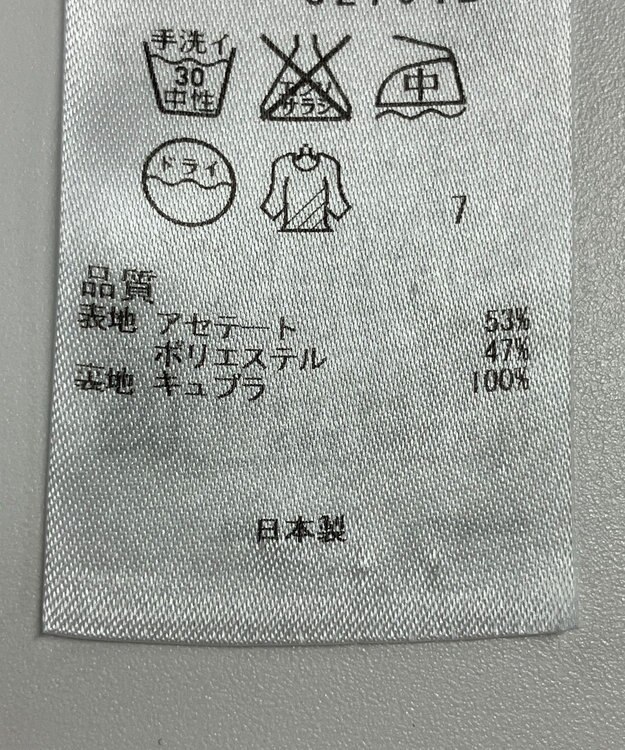 手洗イ
30
中性
エンソ
サラシ
中
ドライ
7
品質
表地 アセテート 53%
ポリエステル 47%
裏地 キュプラ 100%
日本製